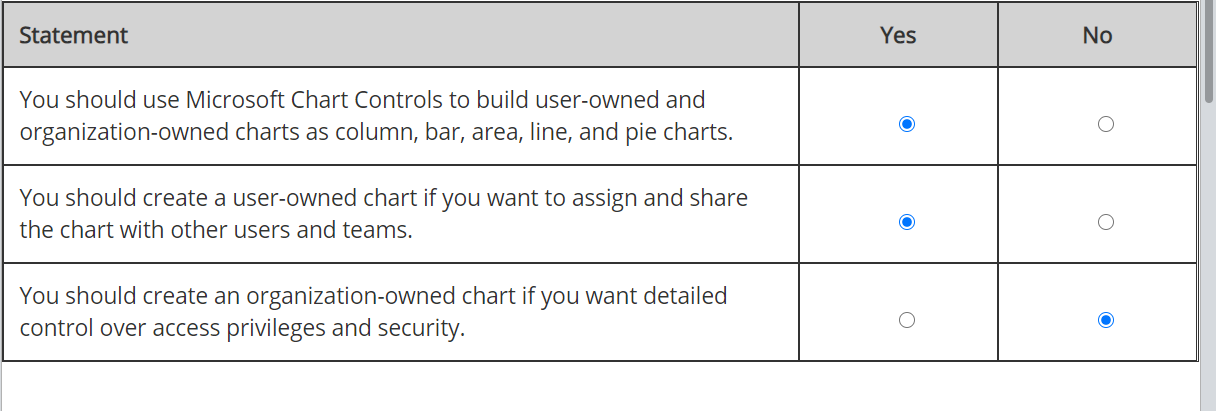 Statement Yes No
You should use Microsoft Chart Controls to build user-owned and
organization-owned charts as column, bar, area, line, and pie charts.
You should create a user-owned chart if you want to assign and share
the chart with other users and teams.
You should create an organization-owned chart if you want detailed
control over access privileges and security.